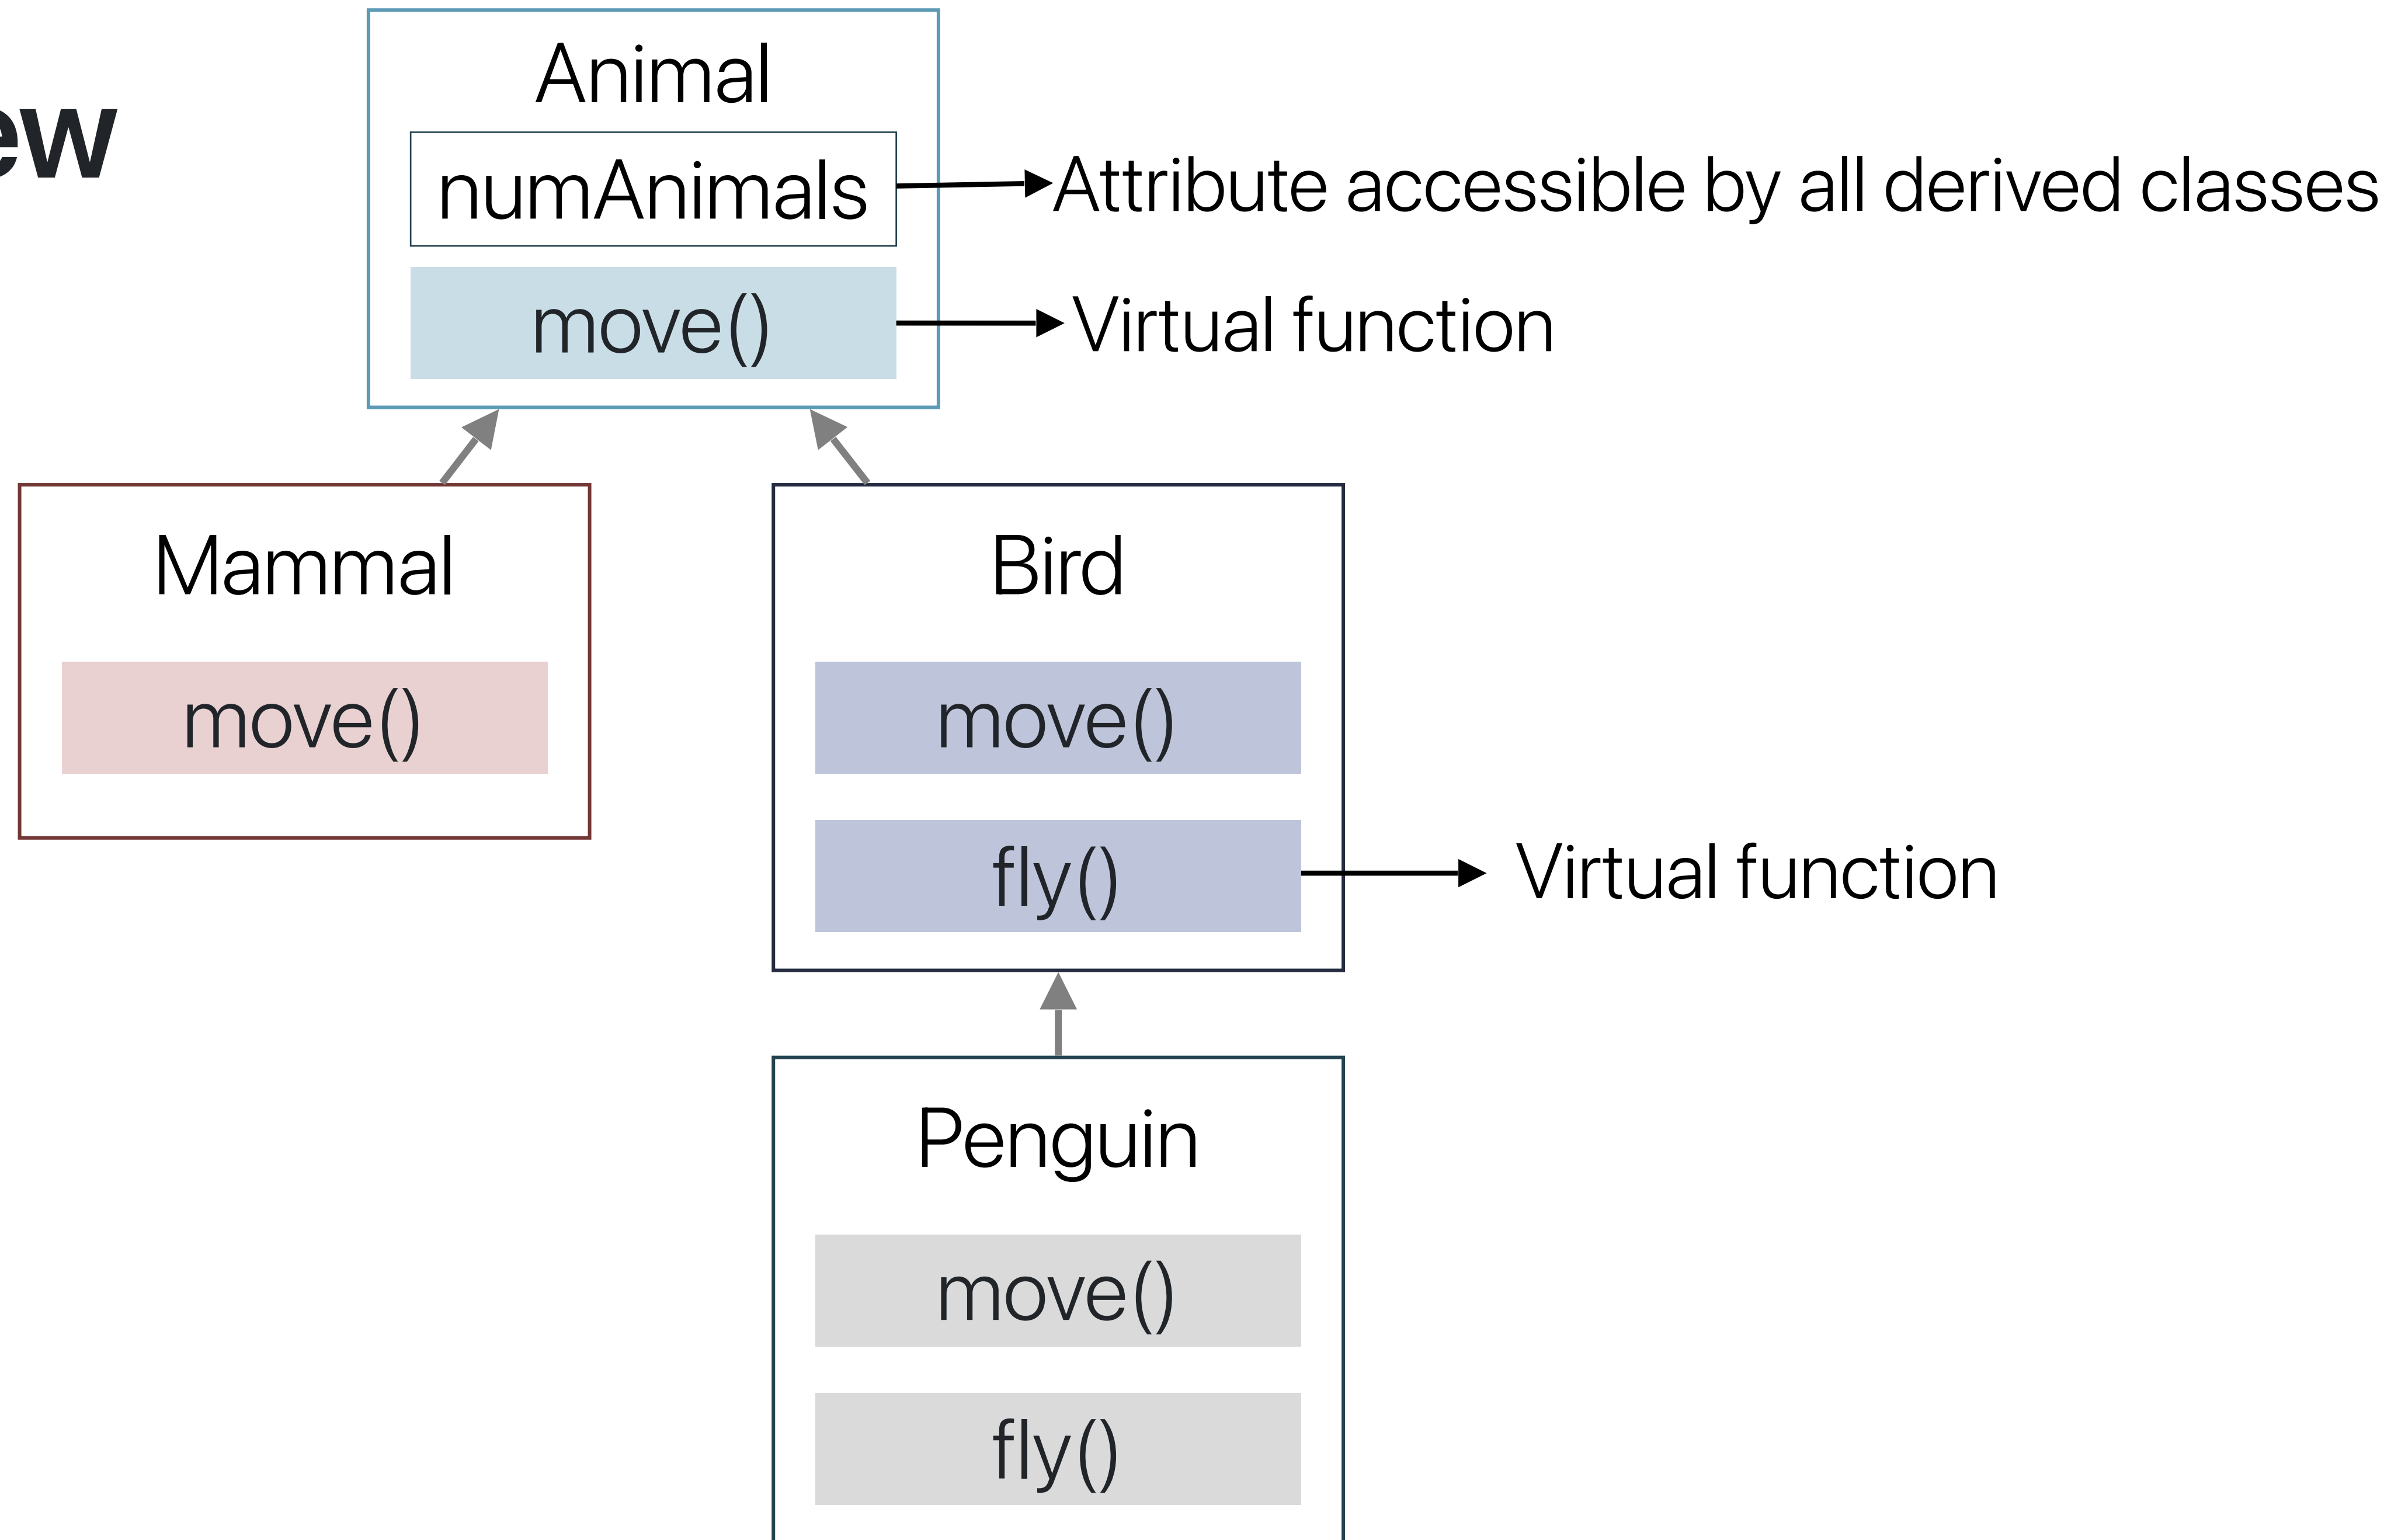 ew
Animal
numAnimals
Attribute accessible by all derived classes
move()
Virtual function
Mammal
move()
Bird
move()
fly()
Virtual function
Penguin
move()
fly()